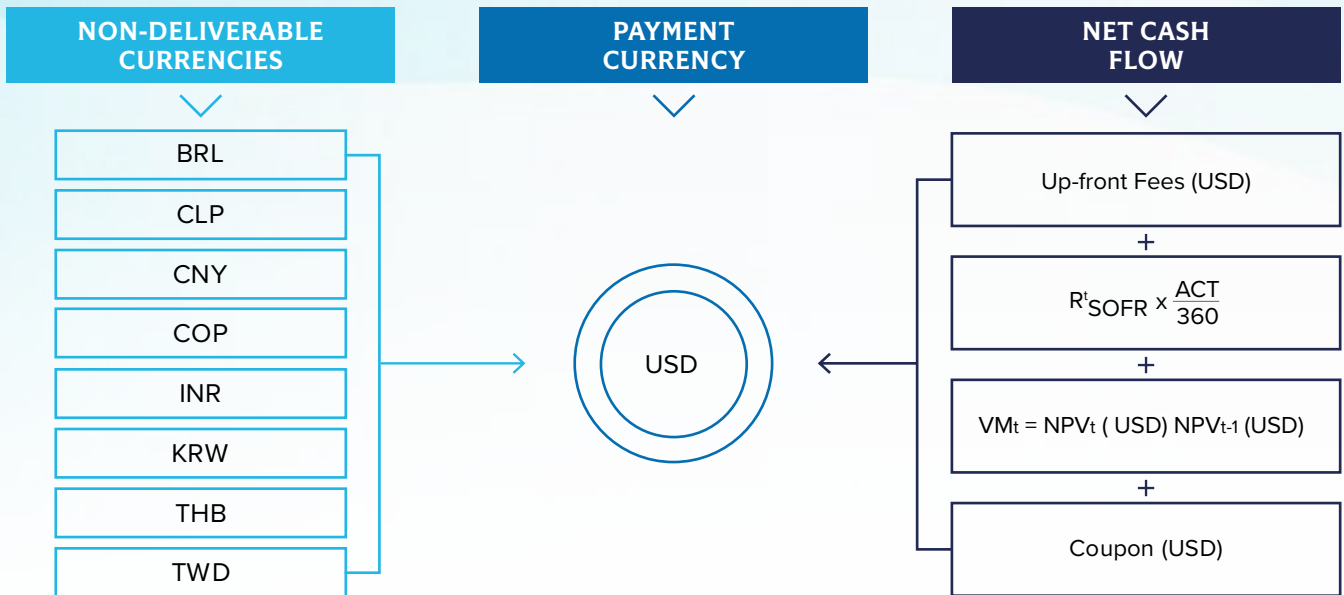 NON-DELIVERABLE
CURRENCIES
BRL
CLP
CNY
COP
INR
KRW
THB
TWD
PAYMENT
CURRENCY
USD
NET CASH
FLOW
Up-front Fees (USD)
+
RᵗSOFR x ACT
360
+
VMt = NPVt ( USD) NPVt-1 (USD)
+
Coupon (USD)